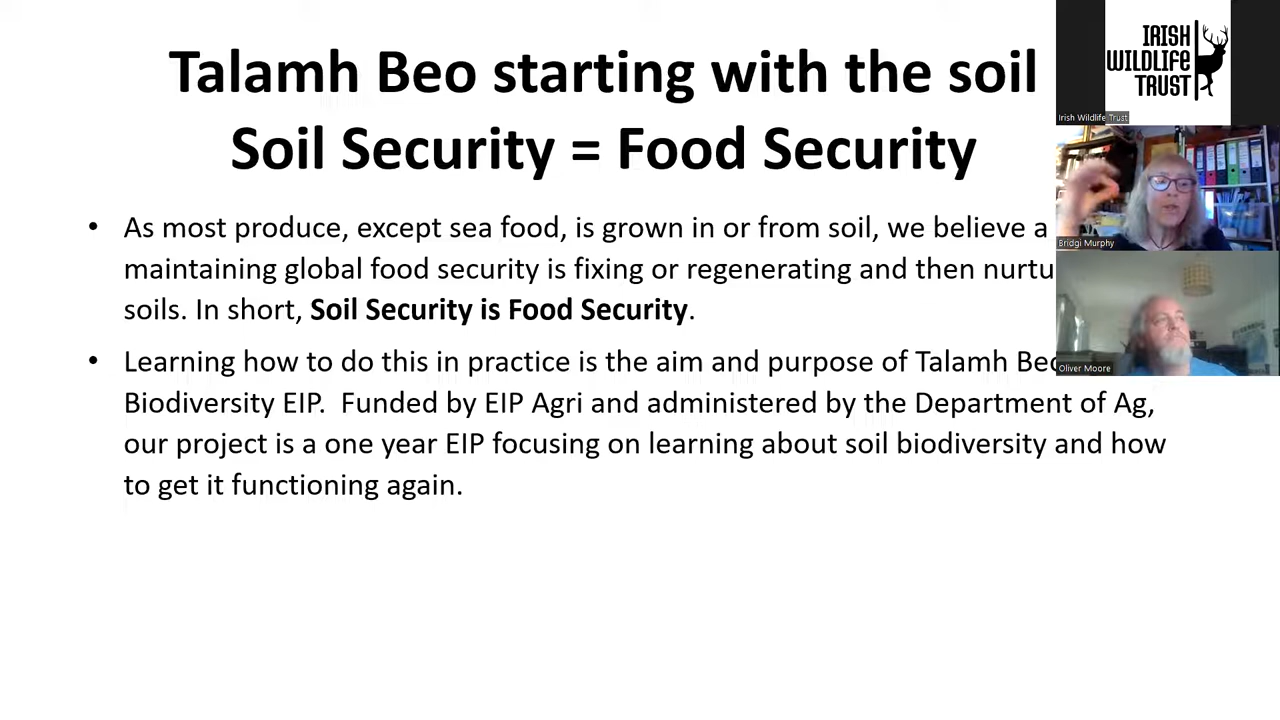 Talamh Beo starting with the soil
Soil Security = Food Security
• As most produce, except sea food, is grown in or from soil, we believe a
maintaining global food security is fixing or regenerating and then nurtu
soils. In short, Soil Security is Food Security.
• Learning how to do this in practice is the aim and purpose of Talamh Beo
Biodiversity EIP.  Funded by EIP Agri and administered by the Department of Ag,
our project is a one year EIP focusing on learning about soil biodiversity and how
to get it functioning again.
IRISH
WILDLIFE
TRUST
Irish Wildlife Trust
Bridgi Murphy
Oliver Moore